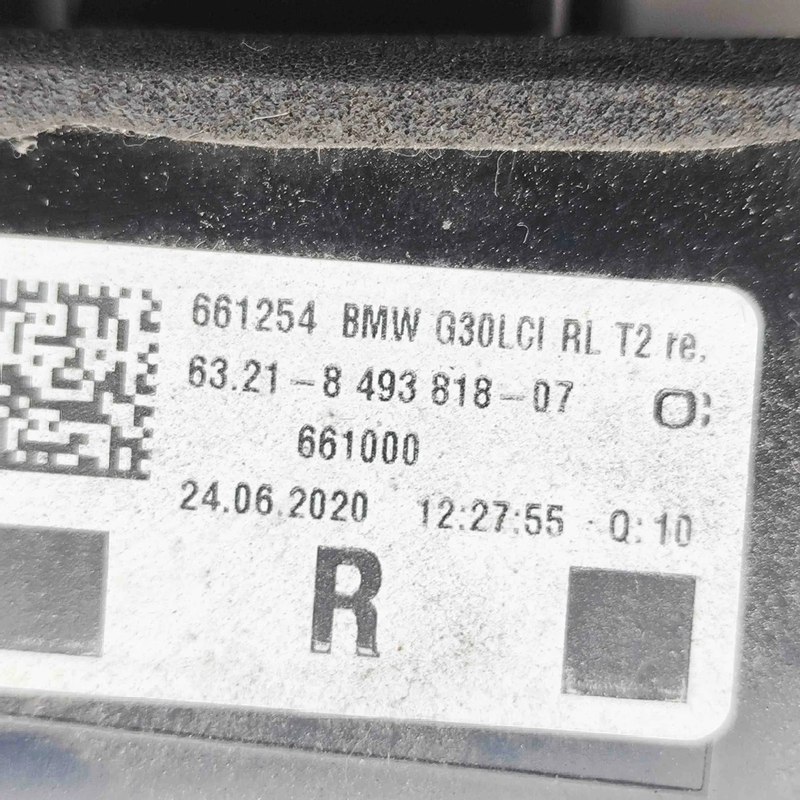 661254 BMW G30LCI RL T2 re.
63.21-8 493 818-07
661000
24.06.2020 12:27:55 Q: 10
R